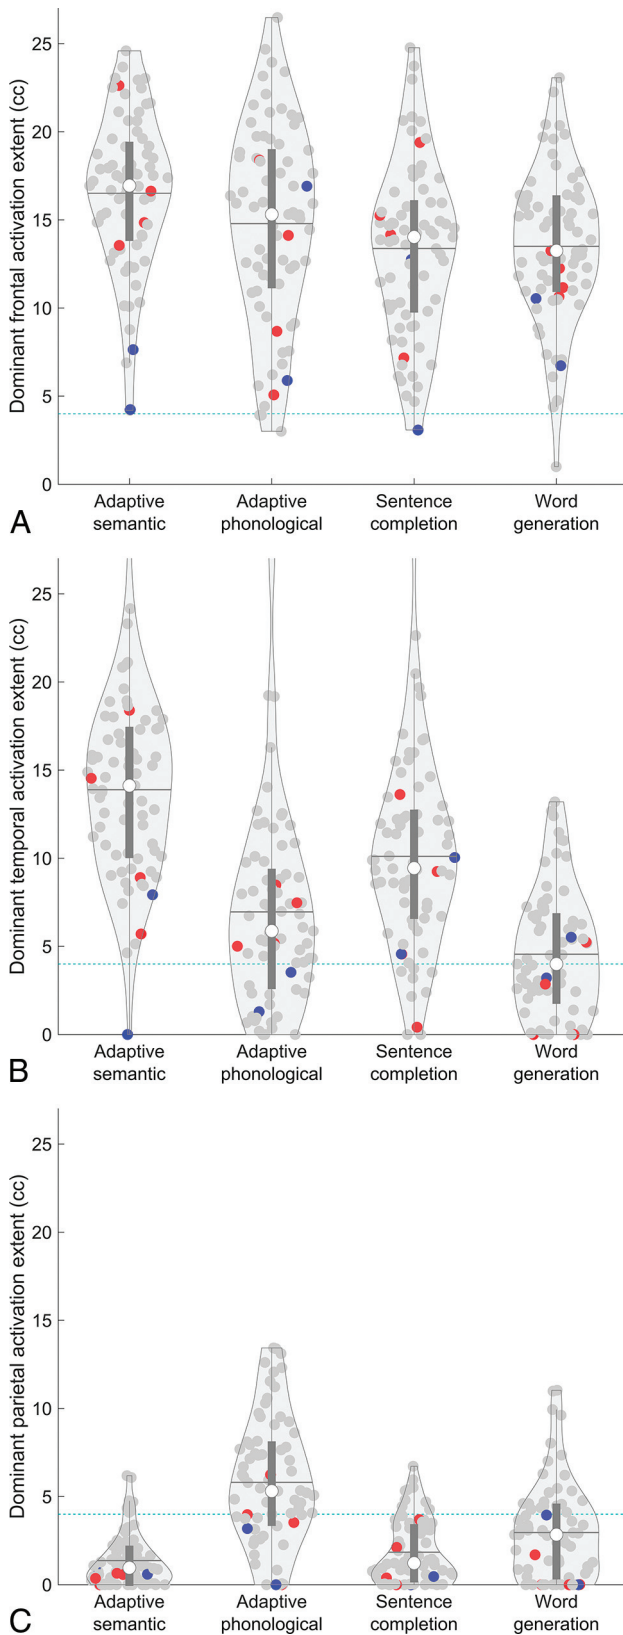 Dominant frontal activation extent (cc)
25
20
15
10
5
0
Adaptive semantic
Adaptive phonological
Sentence completion
Word generation
A
Dominant temporal activation extent (cc)
25
20
15
10
5
0
Adaptive semantic
Adaptive phonological
Sentence completion
Word generation
B
Dominant parietal activation extent (cc)
25
20
15
10
5
0
Adaptive semantic
Adaptive phonological
Sentence completion
Word generation
C